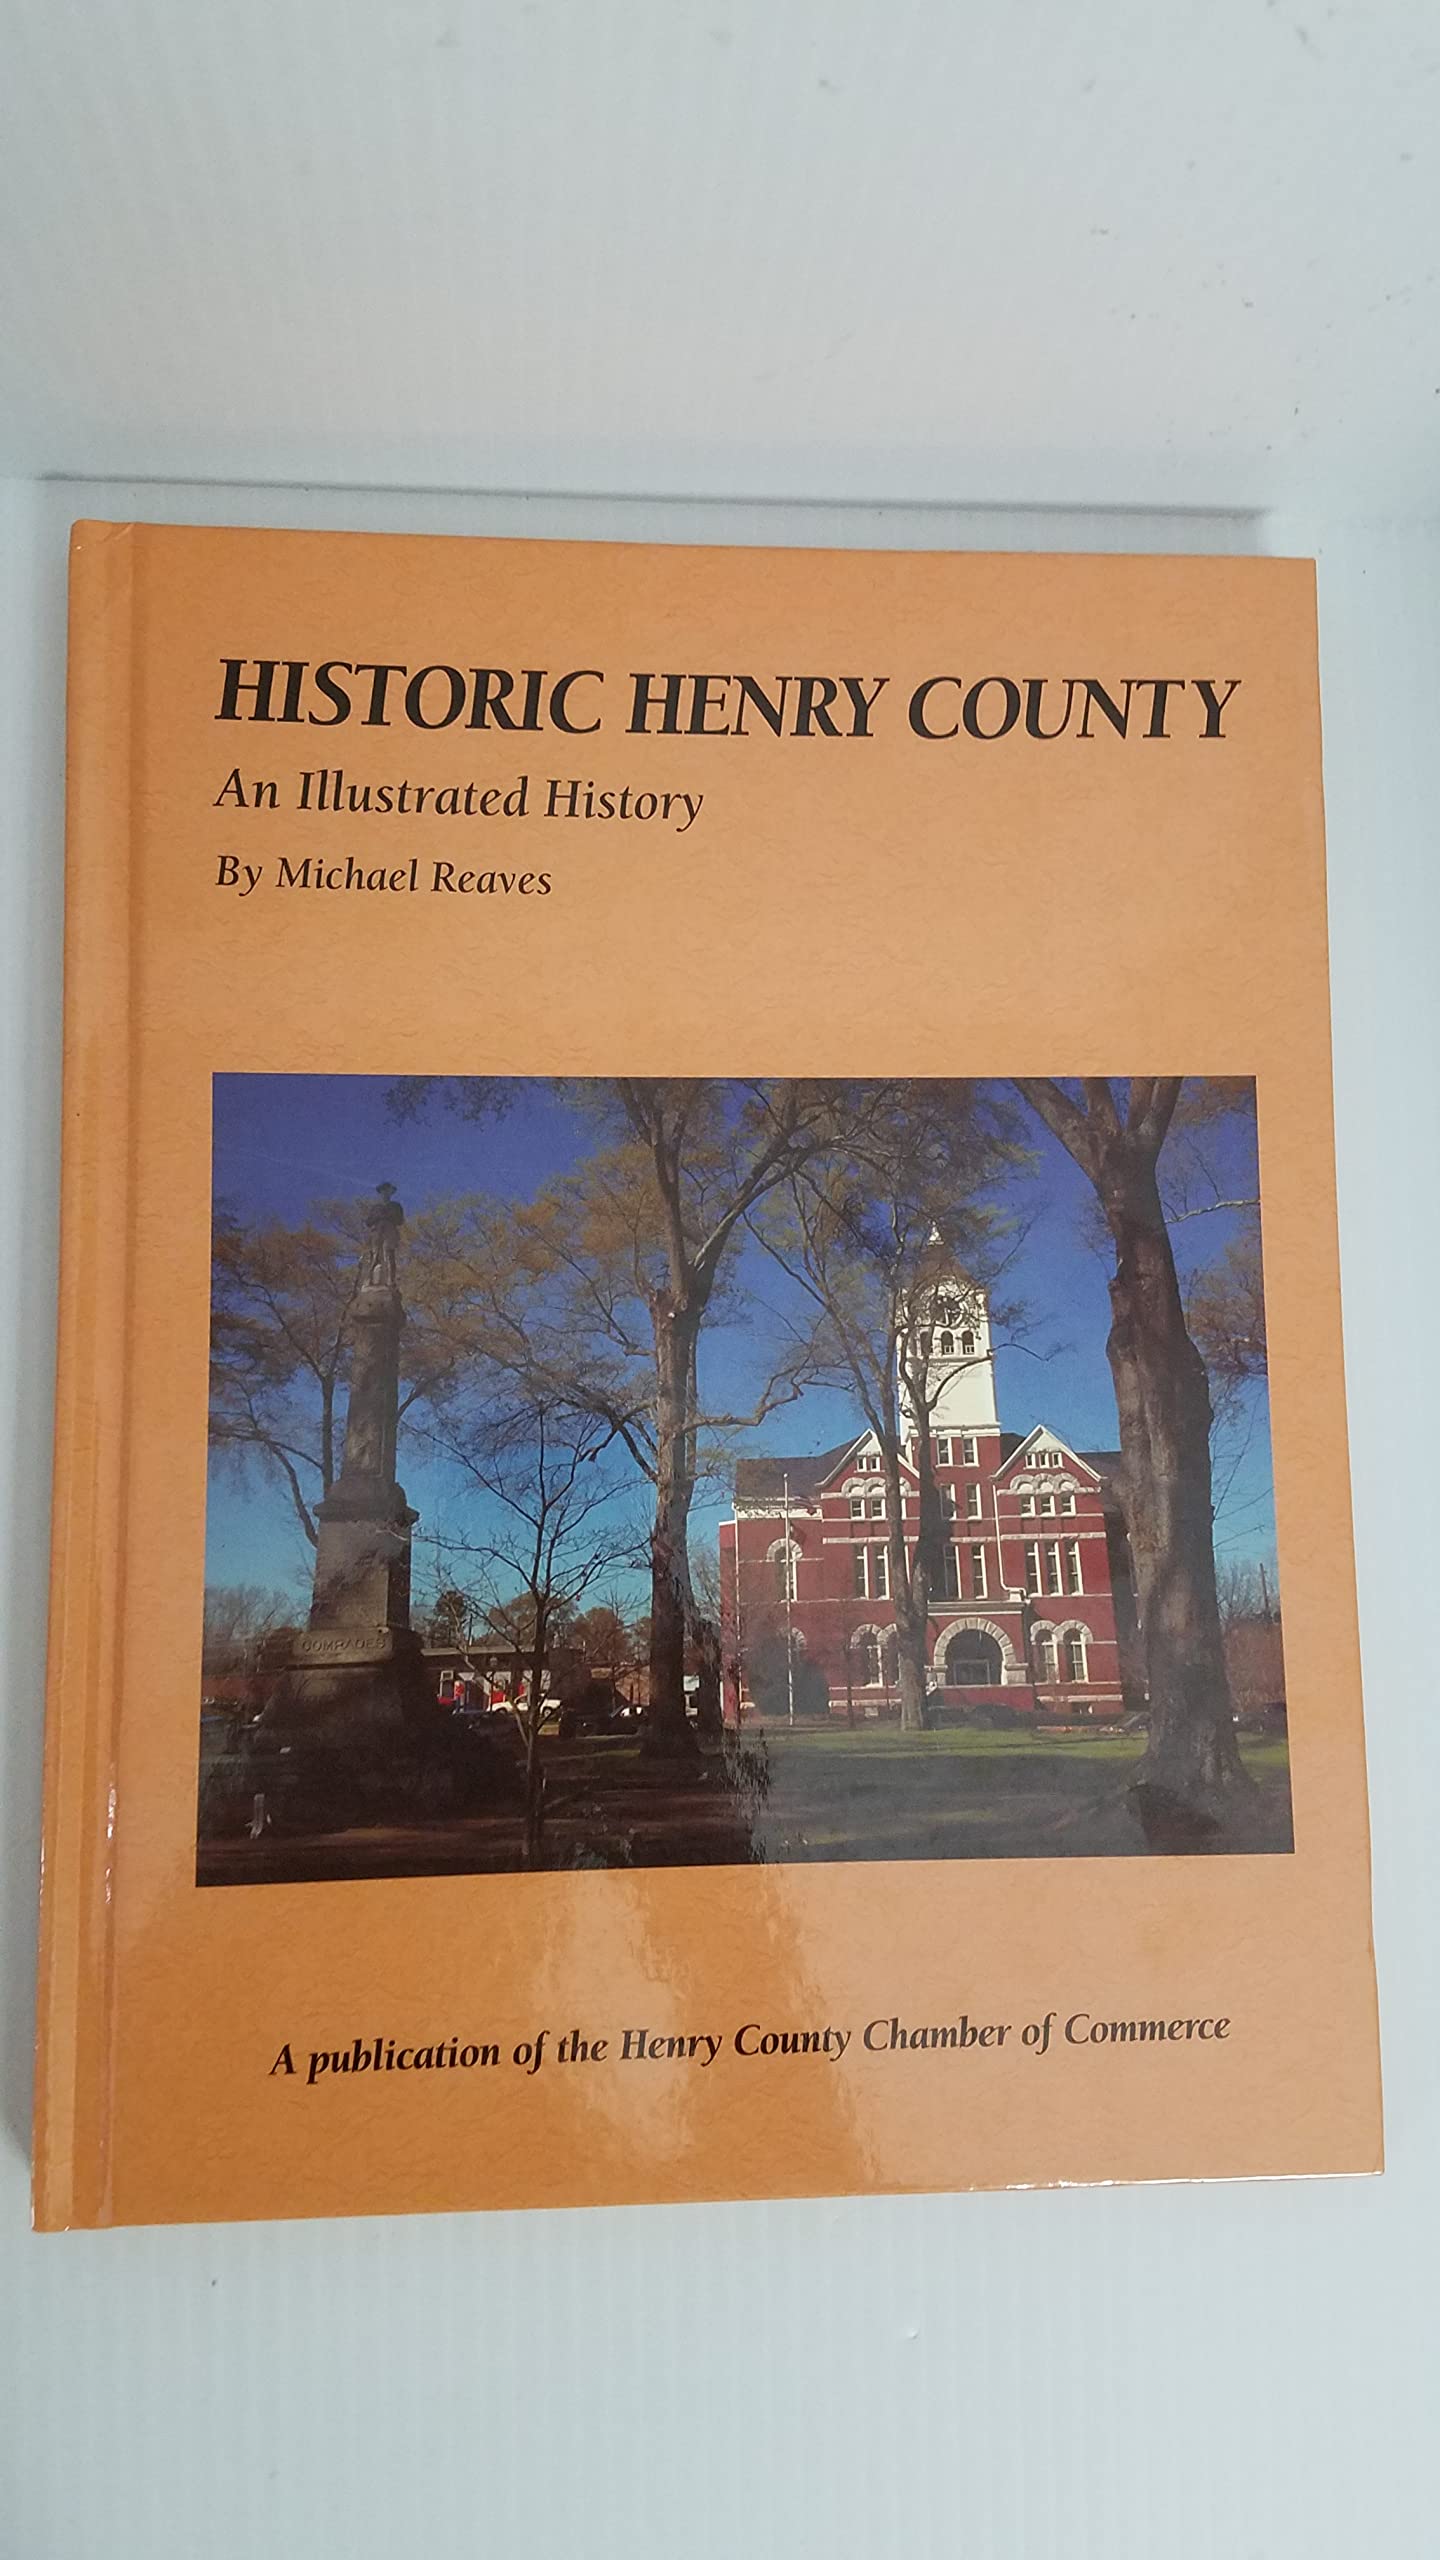 HISTORIC HENRY COUNTY
An Illustrated History
By Michael Reaves
COMRADES
A publication of the Henry County Chamber of Commerce